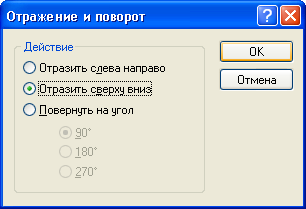 Отражение и поворот
Действие
Отразить слева направо
Отразить сверху вниз
Повернуть на угол
90°
180°
270°
OK
Отмена